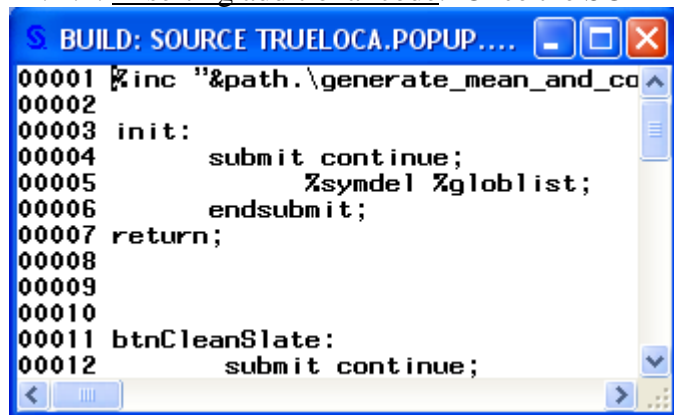 BUILD: SOURCE TRUELOCA.POPUP....
00001 %inc "&path.\generate_mean_and_co
00002
00003 init:
00004 submit continue;
00005 %symdel %globlist;
00006 endsubmit;
00007 return;
00008
00009
00010
00011 btnCleanSlate:
00012 submit continue;